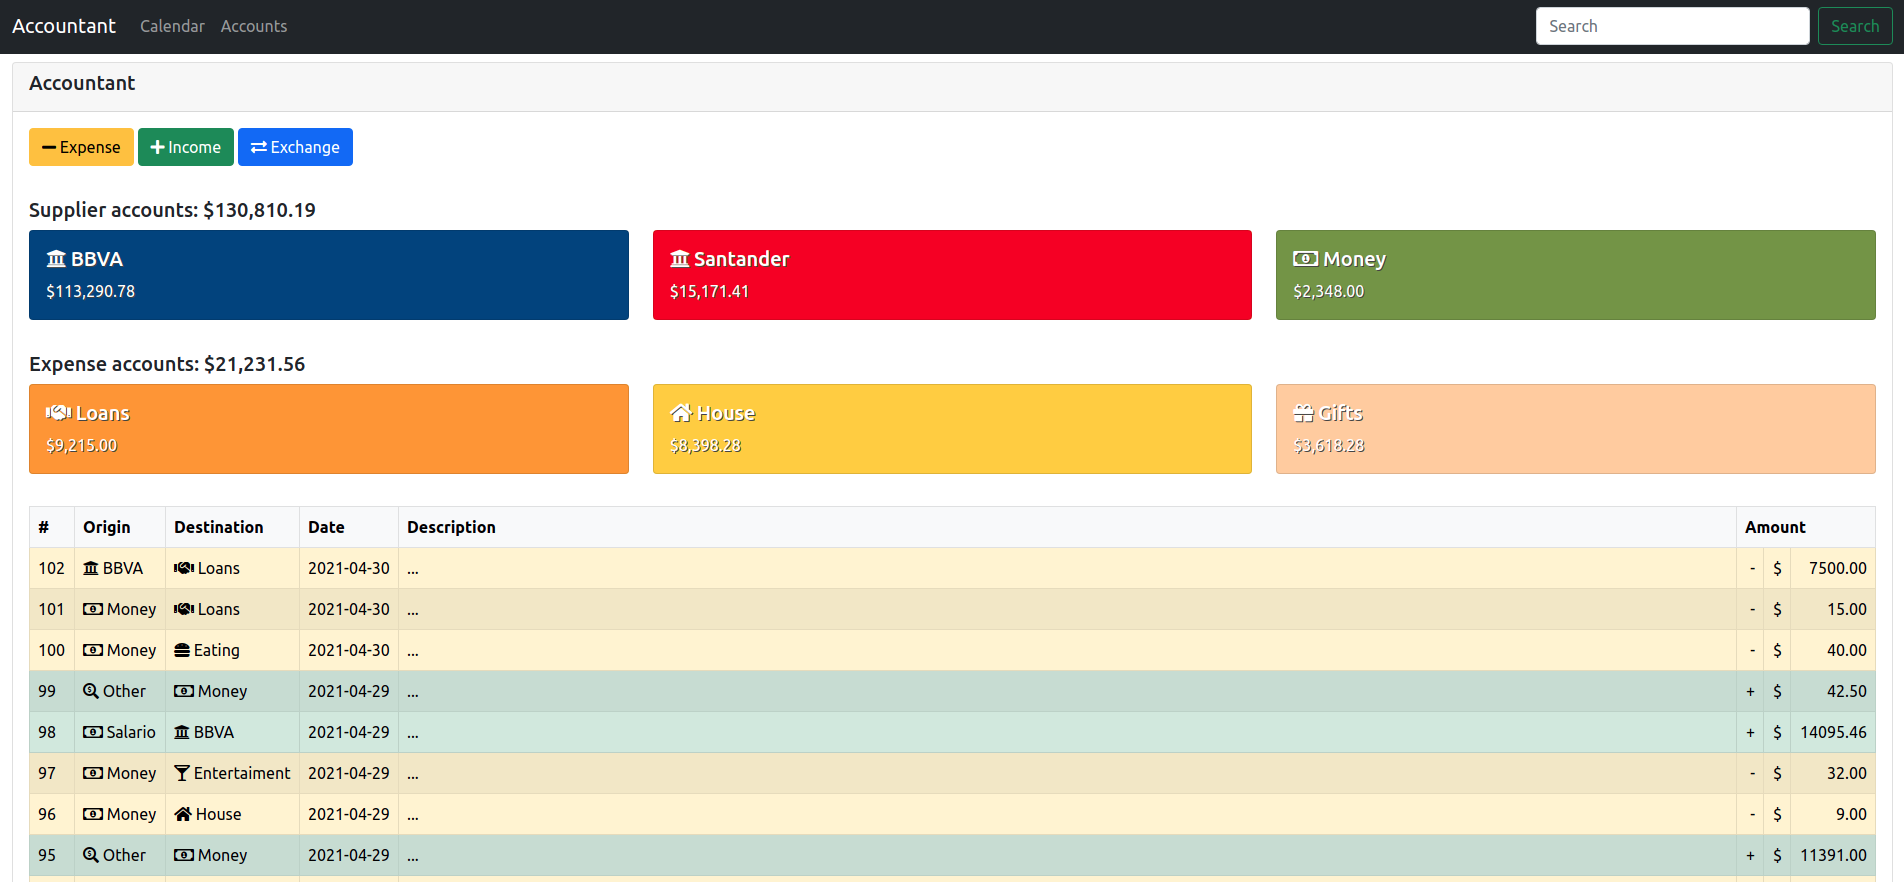 Accountant Calendar Accounts Search Search
Accountant
Expense Income Exchange
Supplier accounts: $130,810.19
BBVA Santander Money
$113,290.78 $15,171.41 $2,348.00
Expense accounts: $21,231.56
Loans House Gifts
$9,215.00 $8,398.28 $3,618.28
# Origin Destination Date Description Amount
102 BBVA Loans 2021-04-30 ... - $ 7500.00
101 Money Loans 2021-04-30 ... - $ 15.00
100 Money Eating 2021-04-30 ... - $ 40.00
99 Other Money 2021-04-29 ... + $ 42.50
98 Salario BBVA 2021-04-29 ... + $ 14095.46
97 Money Entertaiment 2021-04-29 ... - $ 32.00
96 Money House 2021-04-29 ... - $ 9.00
95 Other Money 2021-04-29 ... + $ 11391.00